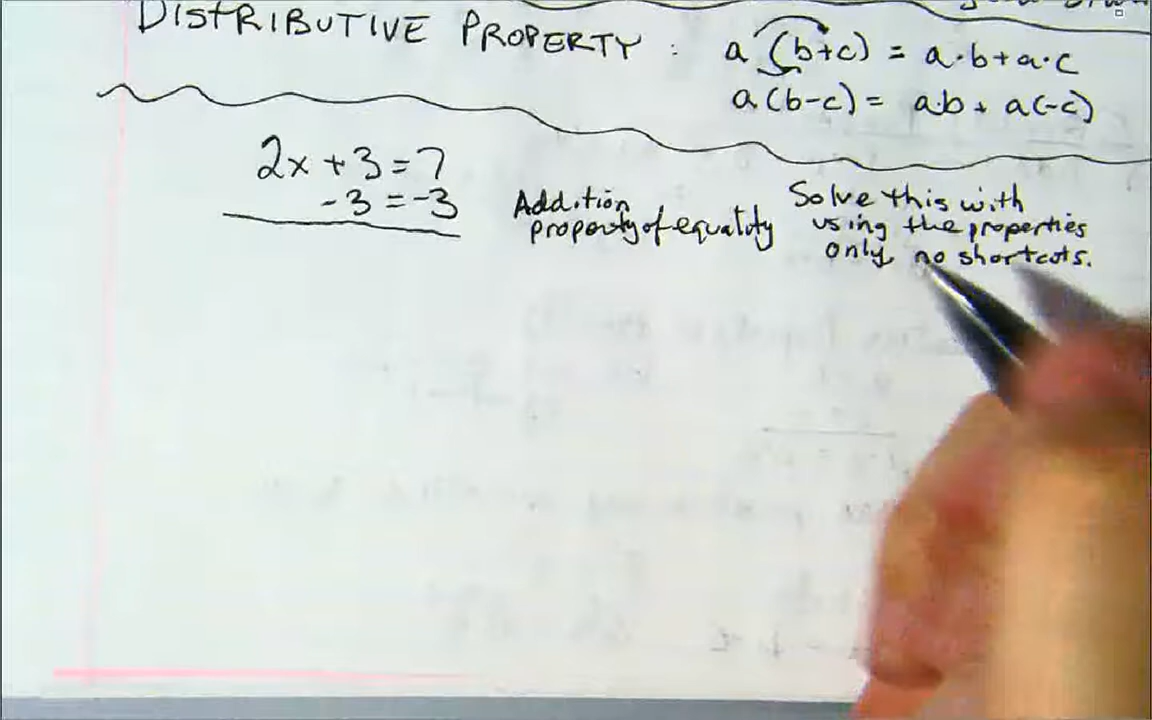 DISTRIBUTIVE PROPERTY : a (b+c) = a·b+a·c
a(b-c)= a·b + a(-c)
2x +3=7
-3 =-3
Addition
property of equality
Solve this with
using the properties
only no shortcuts.